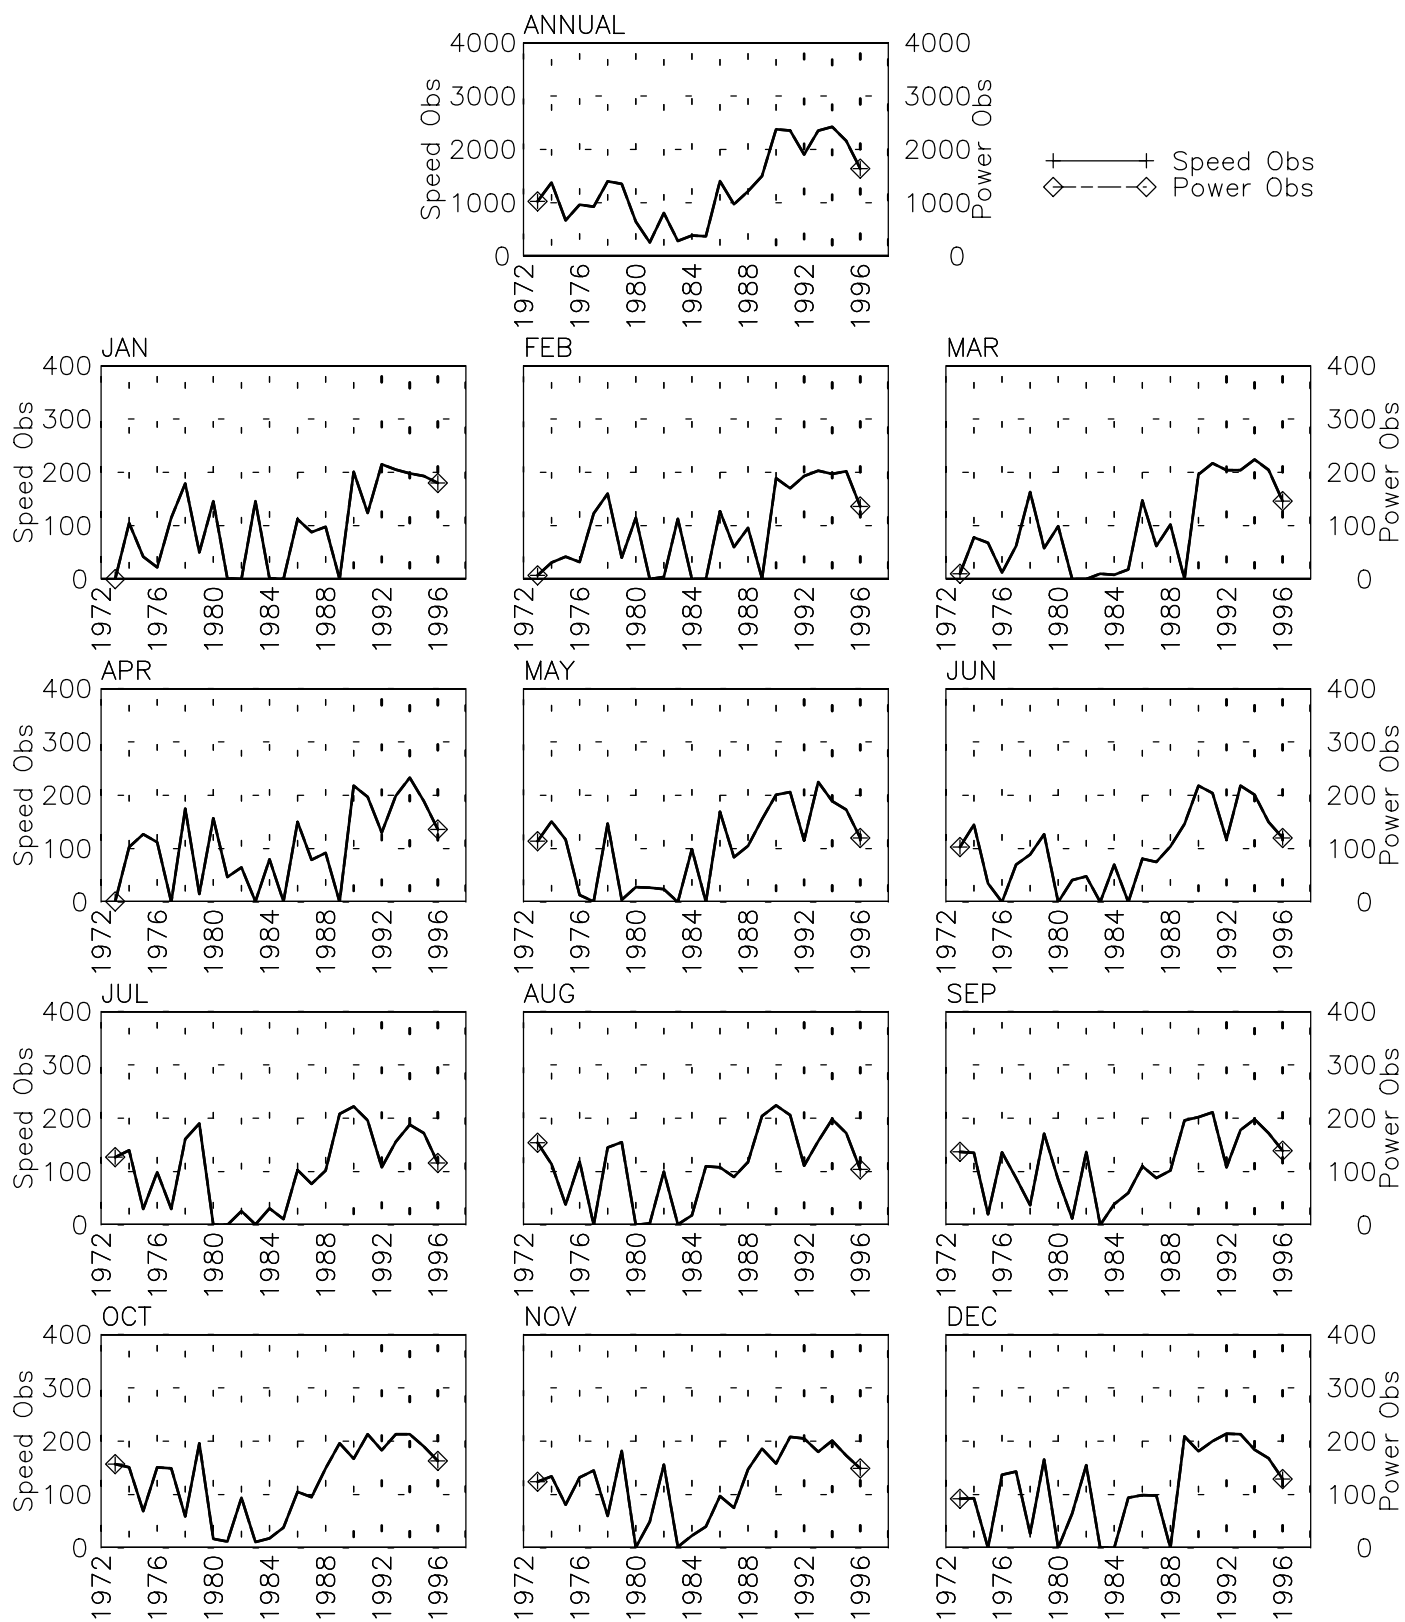 ANNUAL
4000 4000
3000 3000
2000 2000
1000 1000
0 0
Speed Obs
Power Obs
1972 1976 1980 1984 1988 1992 1996
Speed Obs
Power Obs
JAN FEB MAR
400 400
300 300
200 200
100 100
0 0
Speed Obs
Power Obs
1972 1976 1980 1984 1988 1992 1996 1972 1976 1980 1984 1988 1992 1996 1972 1976 1980 1984 1988 1992 1996
APR MAY JUN
400 400
300 300
200 200
100 100
0 0
Speed Obs
Power Obs
1972 1976 1980 1984 1988 1992 1996 1972 1976 1980 1984 1988 1992 1996 1972 1976 1980 1984 1988 1992 1996
JUL AUG SEP
400 400
300 300
200 200
100 100
0 0
Speed Obs
Power Obs
1972 1976 1980 1984 1988 1992 1996 1972 1976 1980 1984 1988 1992 1996 1972 1976 1980 1984 1988 1992 1996
OCT NOV DEC
400 400
300 300
200 200
100 100
0 0
Speed Obs
Power Obs
1972 1976 1980 1984 1988 1992 1996 1972 1976 1980 1984 1988 1992 1996 1972 1976 1980 1984 1988 1992 1996